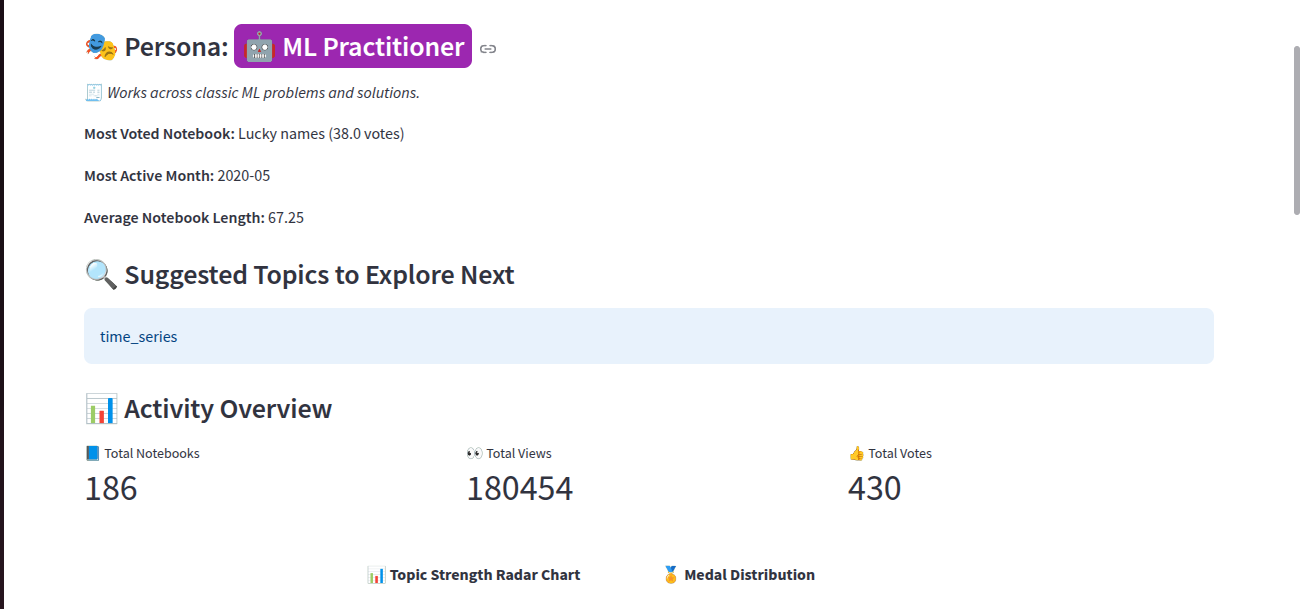 🎭 Persona: 🤖 ML Practitioner
🧾 Works across classic ML problems and solutions.
Most Voted Notebook: Lucky names (38.0 votes)
Most Active Month: 2020-05
Average Notebook Length: 67.25
🔍 Suggested Topics to Explore Next
time_series
📊 Activity Overview
📘 Total Notebooks
186
👀 Total Views
180454
👍 Total Votes
430
📊 Topic Strength Radar Chart
🏅 Medal Distribution